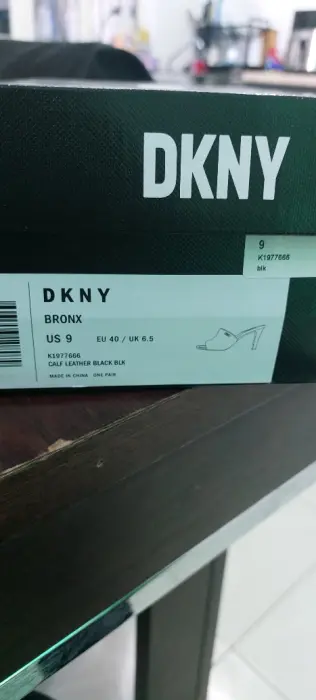 DKNY
9
K1977666
blk
DKNY
BRONX
US 9 EU 40 / UK 6.5
K1977666
CALF LEATHER BLACK BLK
MADE IN CHINA ONE PAIR